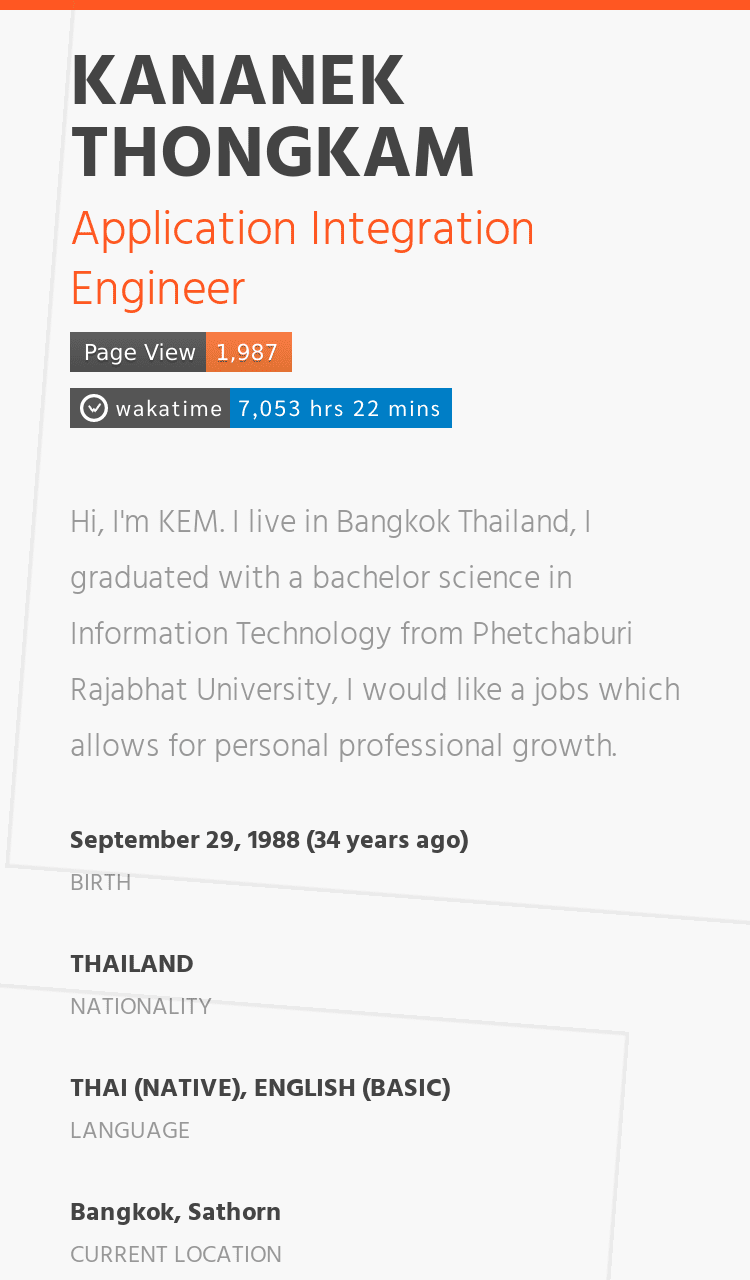 KANANEK
THONGKAM
Application Integration
Engineer
Page View 1,987
wakatime 7,053 hrs 22 mins
Hi, I'm KEM. I live in Bangkok Thailand, I
graduated with a bachelor science in
Information Technology from Phetchaburi
Rajabhat University, I would like a jobs which
allows for personal professional growth.
September 29, 1988 (34 years ago)
BIRTH
THAILAND
NATIONALITY
THAI (NATIVE), ENGLISH (BASIC)
LANGUAGE
Bangkok, Sathorn
CURRENT LOCATION